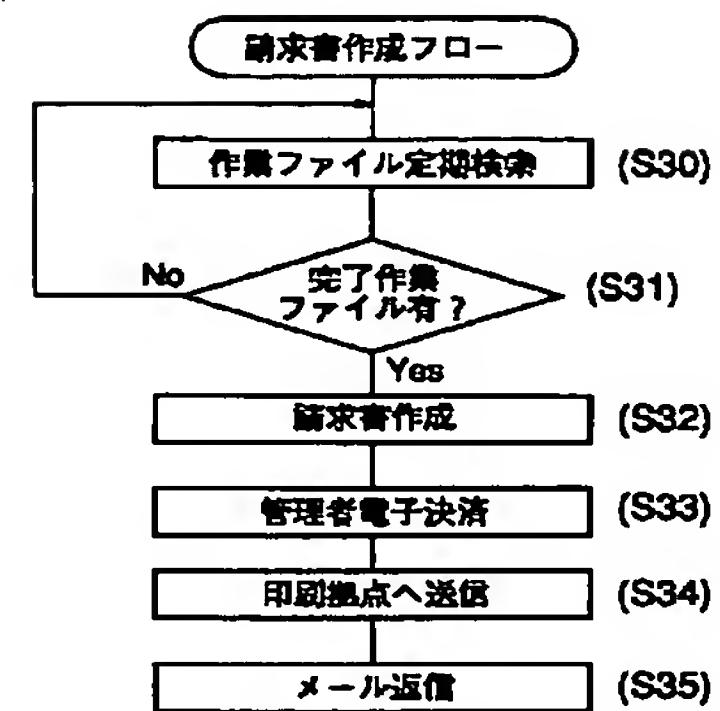 請求書作成フロー
作業ファイル定期検索 (S30)
No 完了作業
ファイル有? (S31)
Yes
請求書作成 (S32)
管理者電子決済 (S33)
印刷拠点へ送信 (S34)
メール返信 (S35)